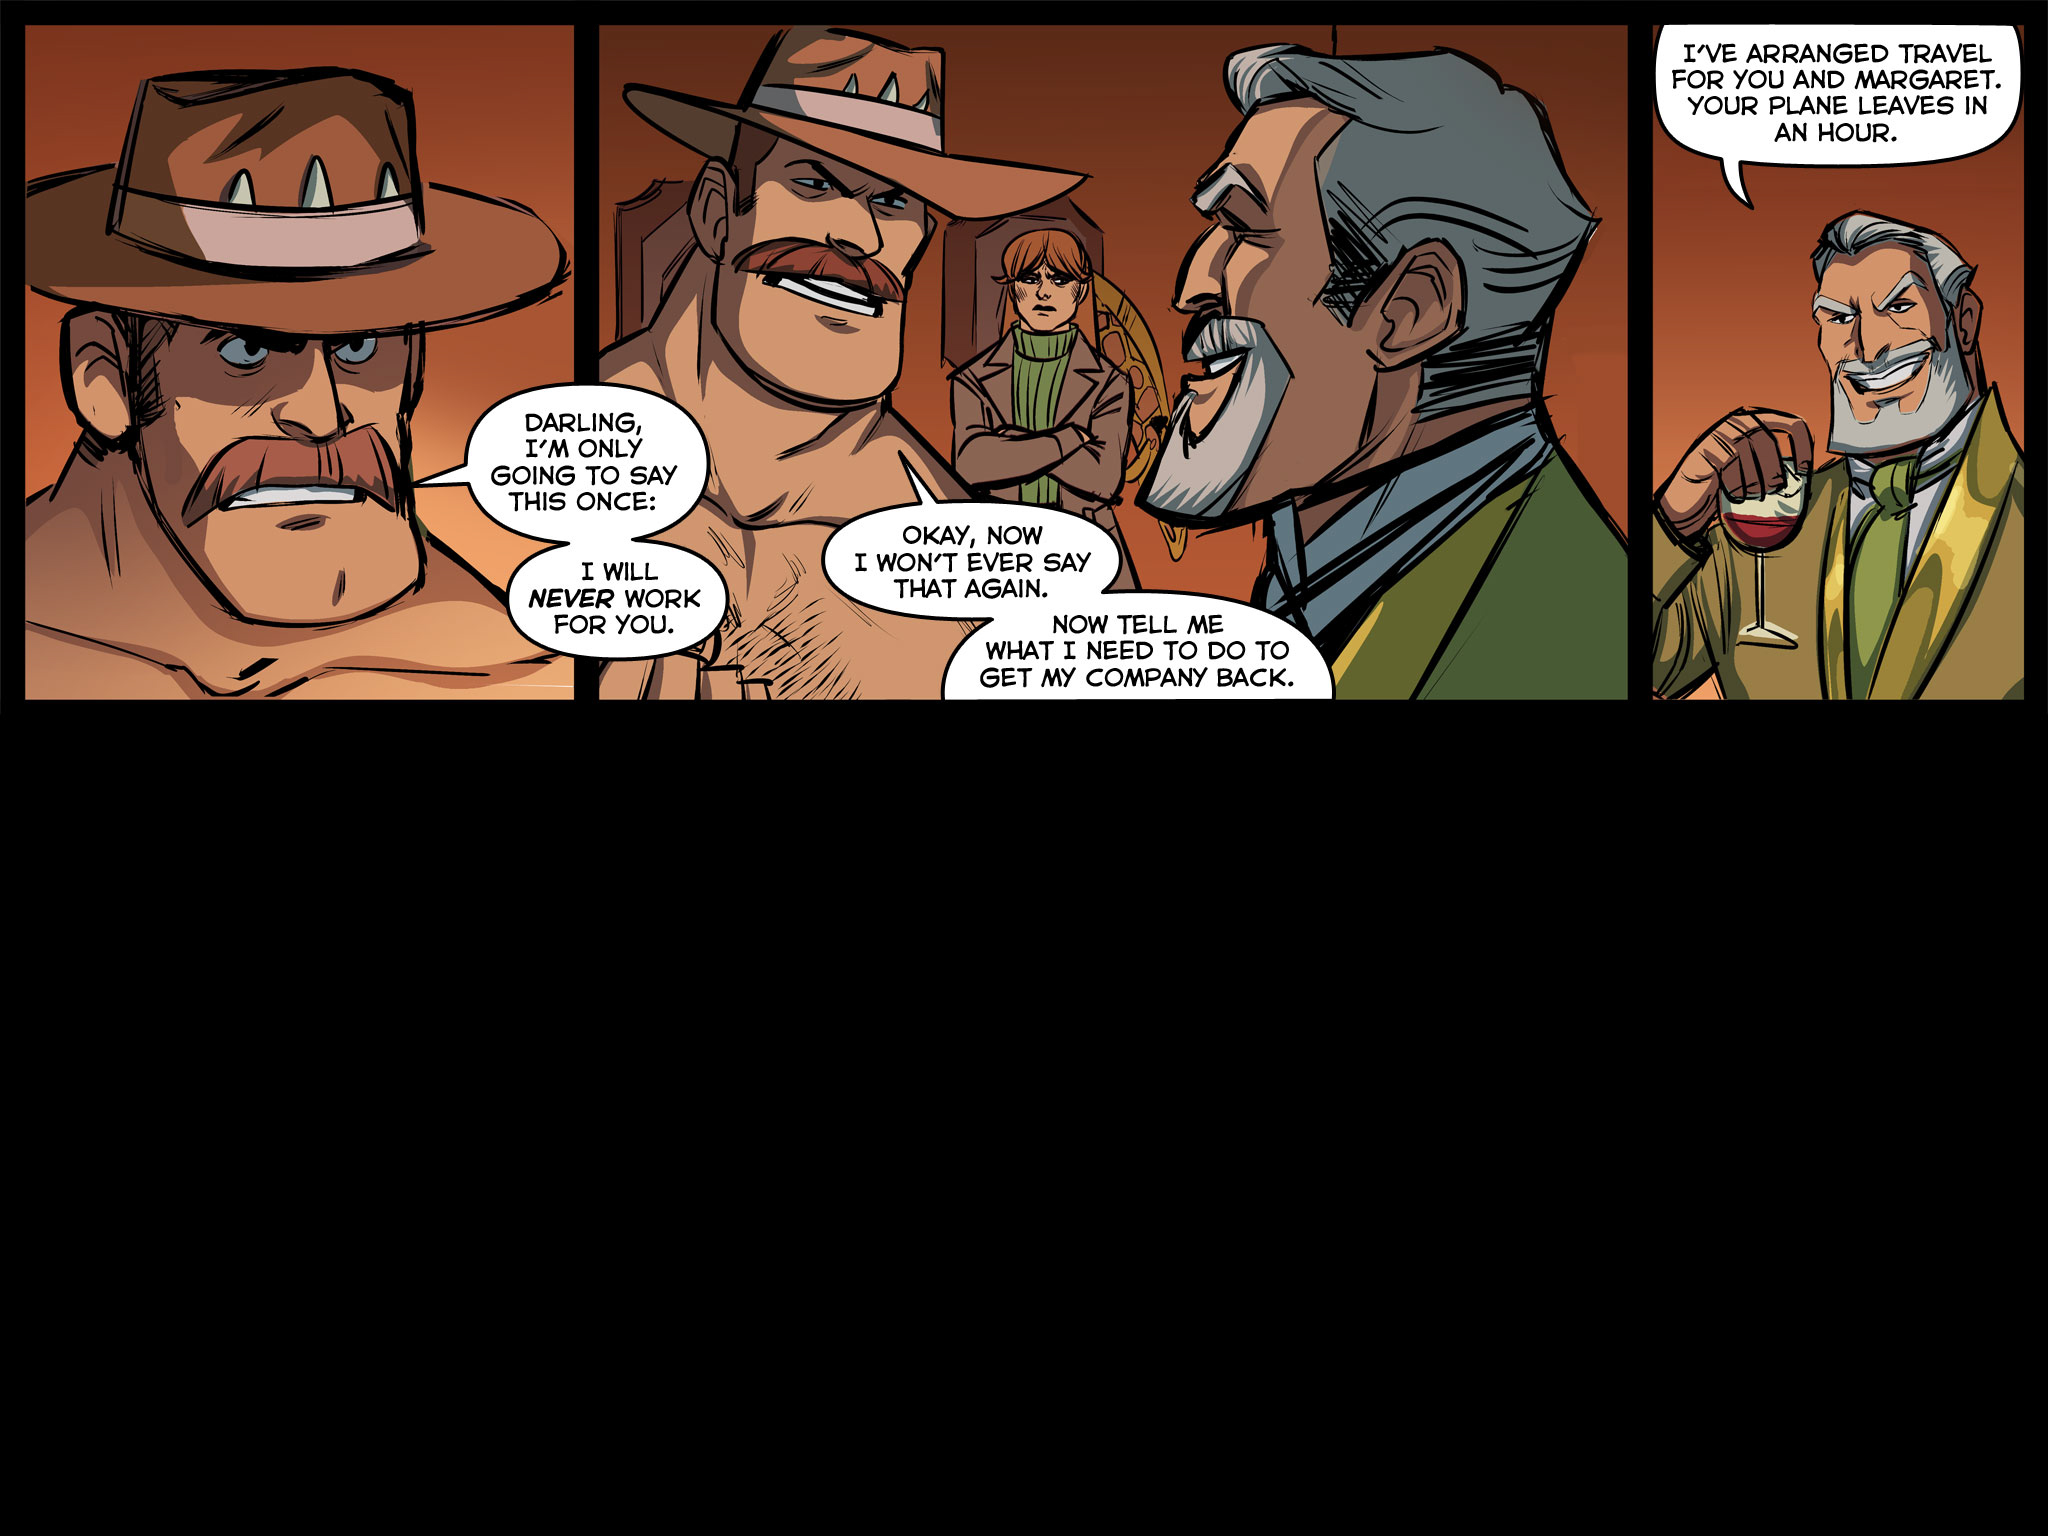 DARLING,
I'M ONLY
GOING TO SAY
THIS ONCE:
I WILL
NEVER WORK
FOR YOU.
OKAY, NOW
I WON'T EVER SAY
THAT AGAIN.
NOW TELL ME
WHAT I NEED TO DO TO
GET MY COMPANY BACK.
I'VE ARRANGED TRAVEL
FOR YOU AND MARGARET.
YOUR PLANE LEAVES IN
AN HOUR.